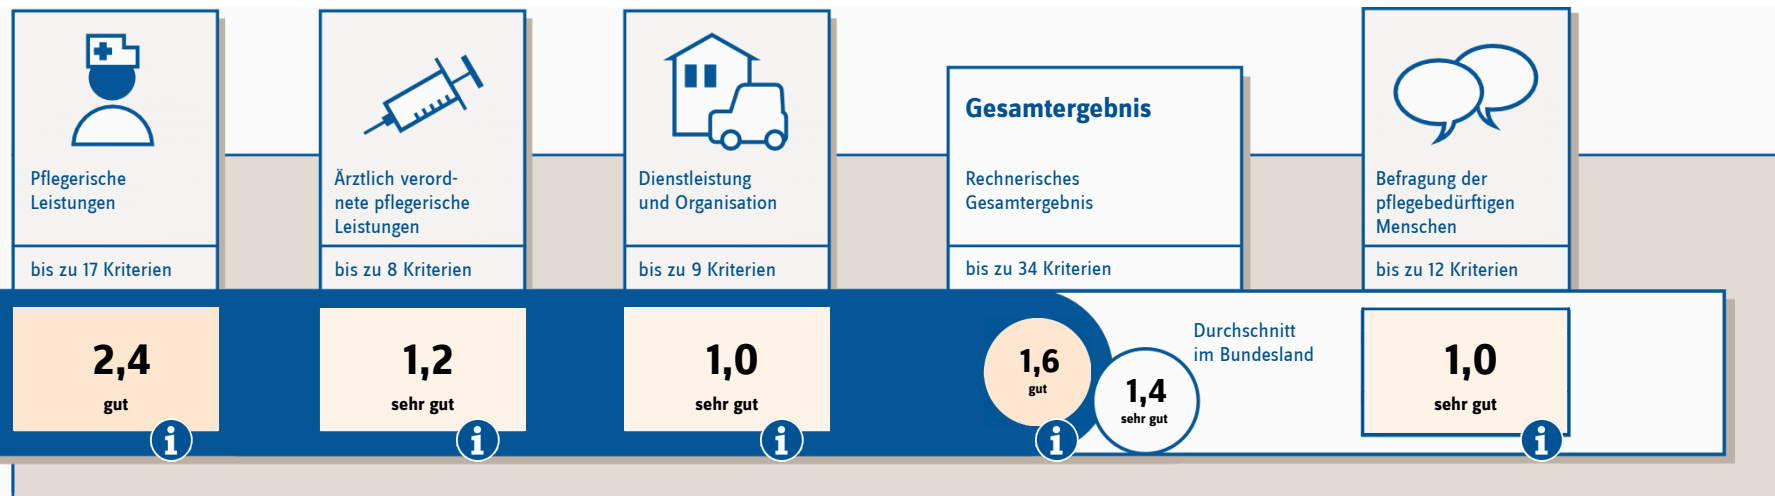 Pflegerische
Leistungen
bis zu 17 Kriterien
2,4
gut
i
Ärztlich verord-
nete pflegerische
Leistungen
bis zu 8 Kriterien
1,2
sehr gut
i
Dienstleistung
und Organisation
bis zu 9 Kriterien
1,0
sehr gut
i
Gesamtergebnis
Rechnerisches
Gesamtergebnis
bis zu 34 Kriterien
1,6
gut
i
1,4
sehr gut
Durchschnitt
im Bundesland
Befragung der
pflegebedürftigen
Menschen
bis zu 12 Kriterien
1,0
sehr gut
i